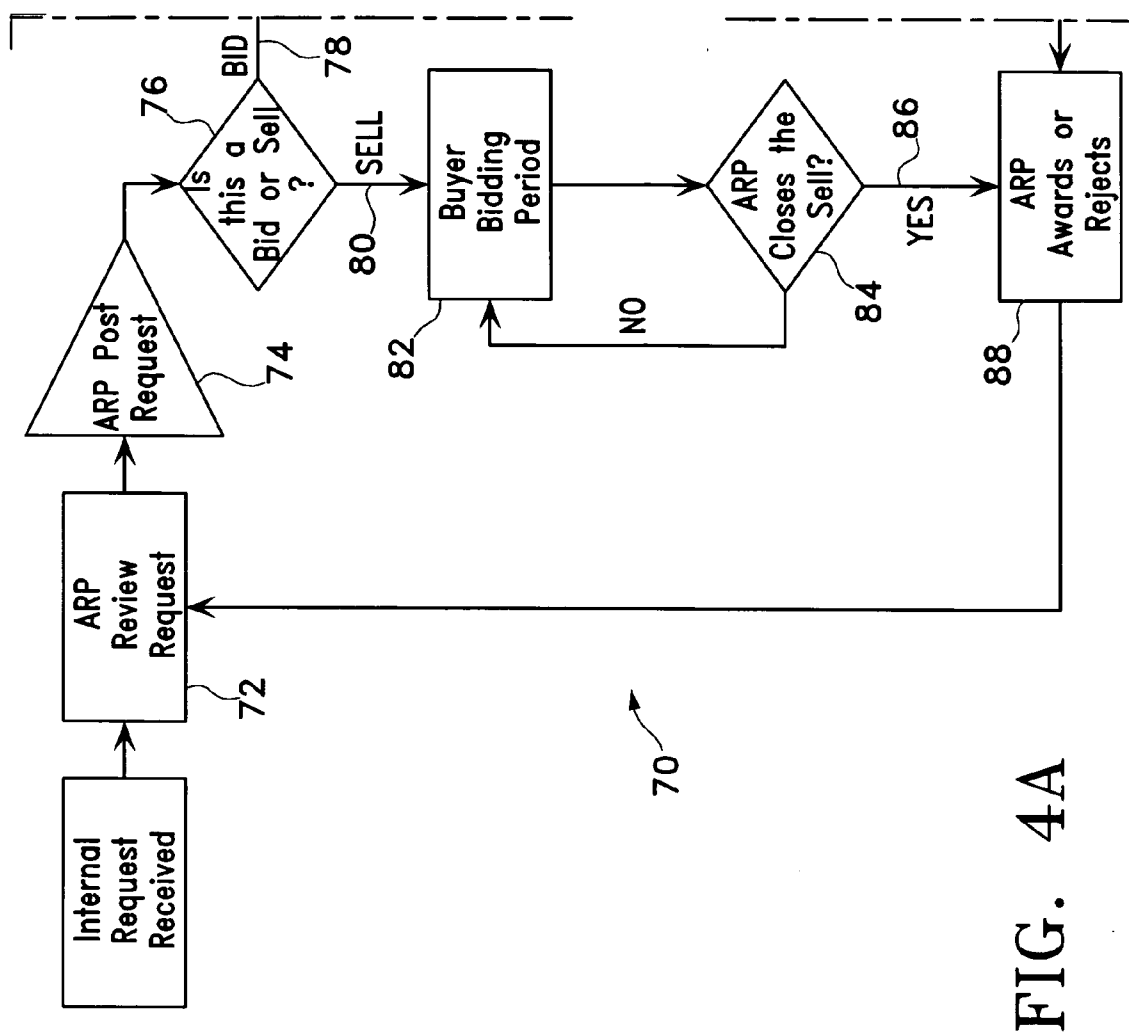 Internal
Request
Received
ARP
Review
Request
72
ARP Post
Request
74
Is
this a
Bid or Sell
?
76
BID
78
SELL
80
Buyer
Bidding
Period
82
NO
ARP
Closes the
Sell?
84
YES
86
ARP
Awards or
Rejects
88
70
FIG. 4A